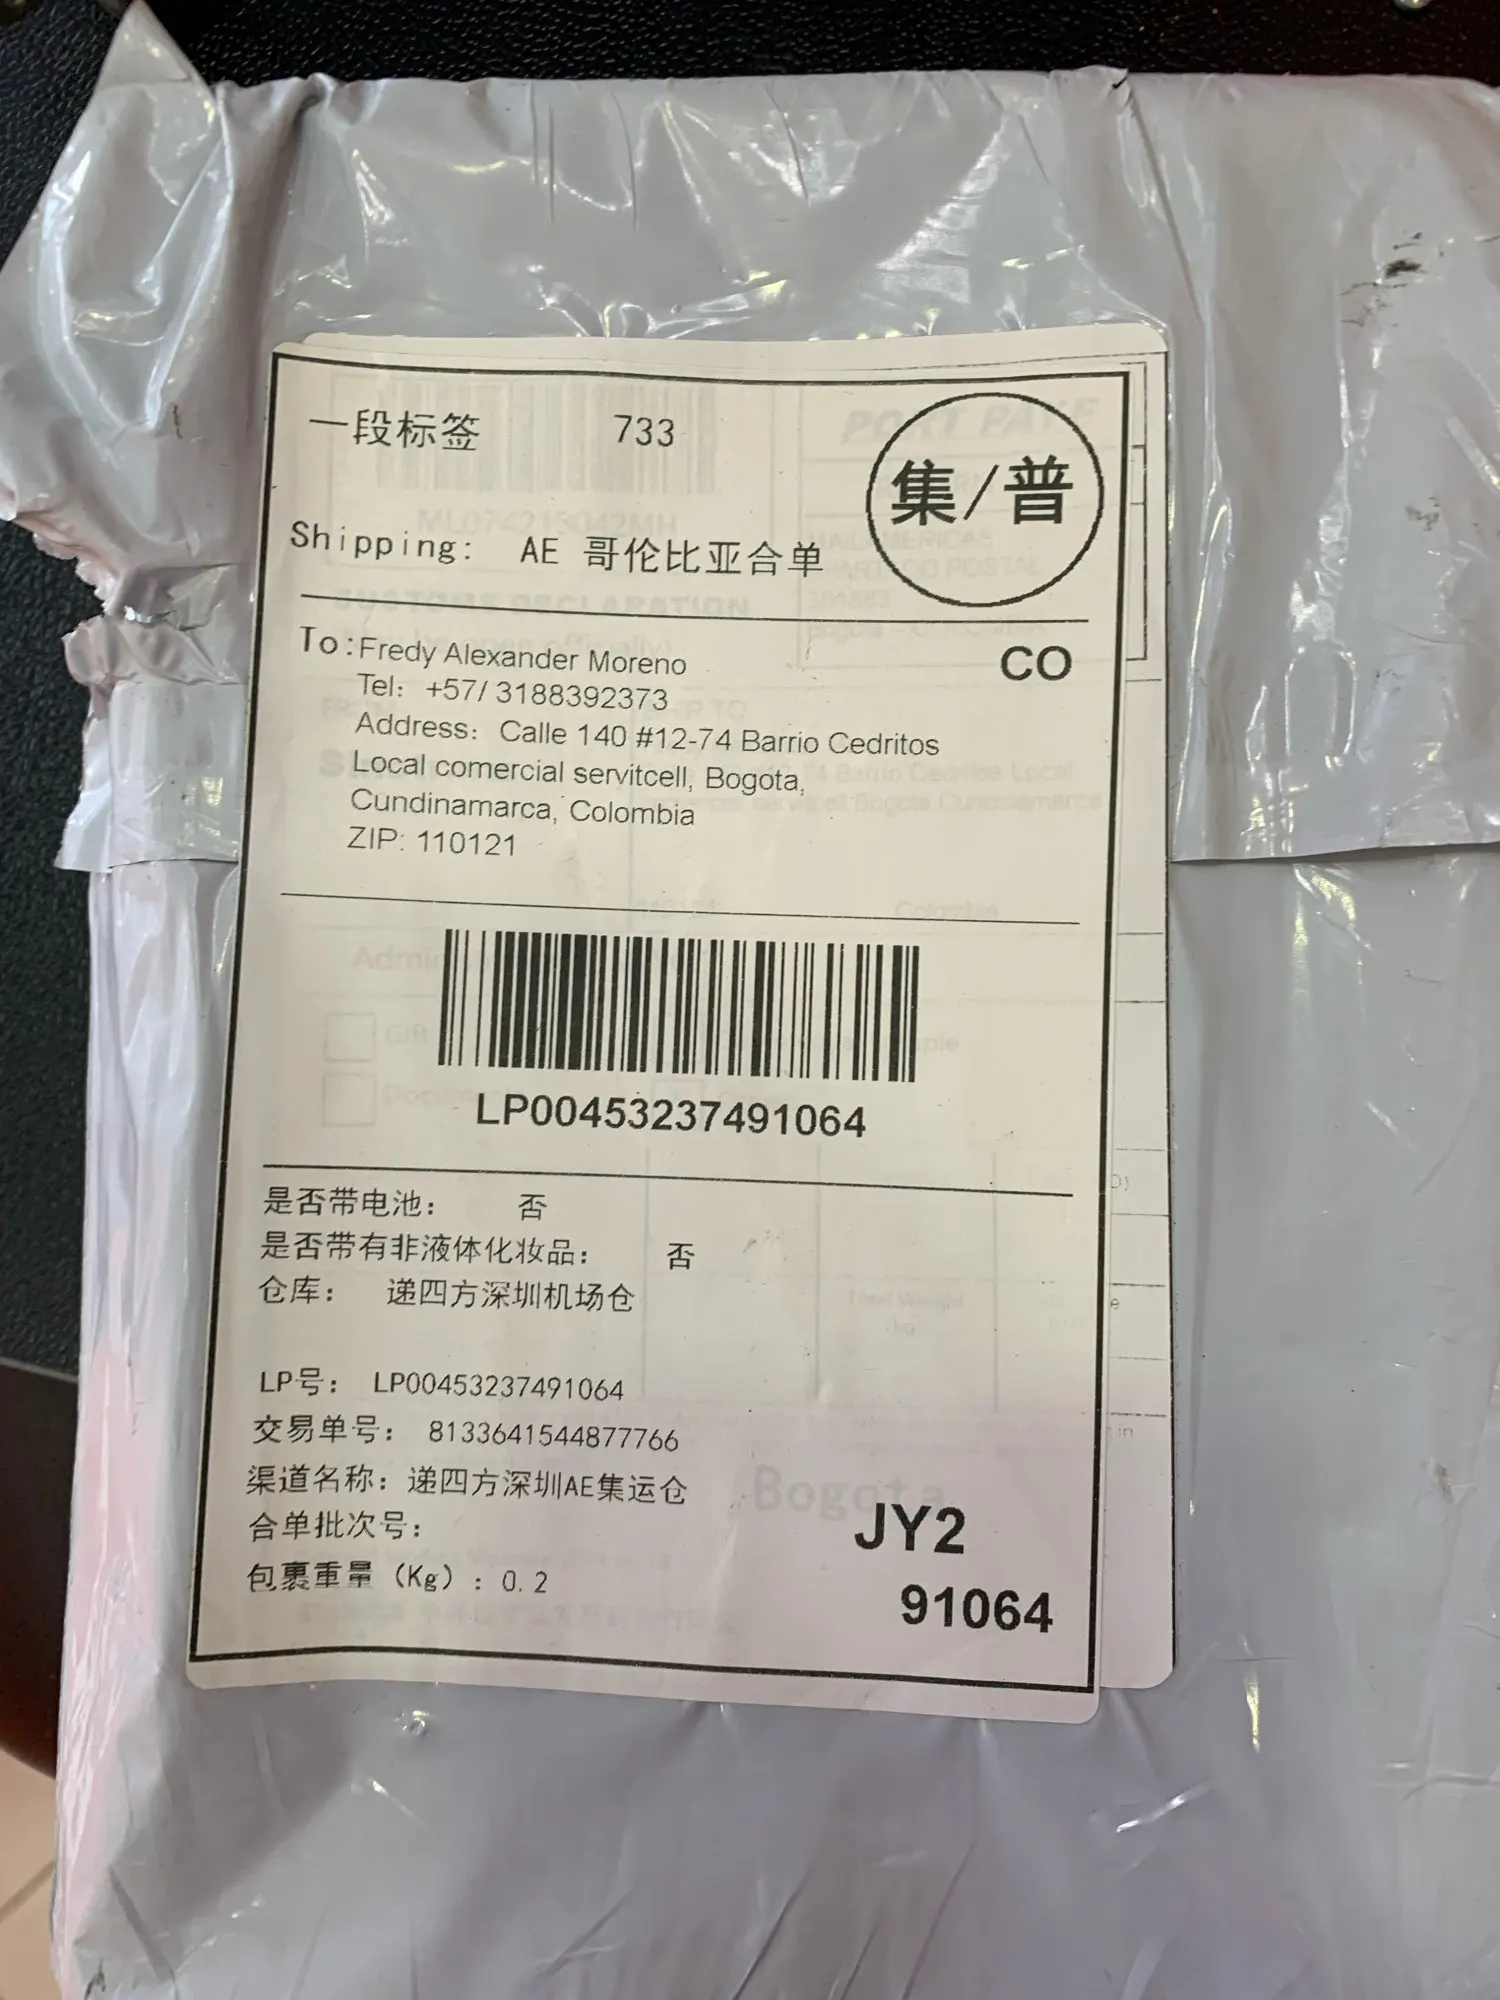 一段标签 733
集/普
Shipping: AE 哥伦比亚合单
To:Fredy Alexander Moreno
CO
Tel: +57/ 3188392373
Address: Calle 140 #12-74 Barrio Cedritos
Local comercial servitcell, Bogota,
Cundinamarca, Colombia
ZIP: 110121
LP00453237491064
是否带电池: 否
是否带有非液体化妆品: 否
仓库: 递四方深圳机场仓
LP号: LP00453237491064
交易单号: 8133641544877766
渠道名称: 递四方深圳AE集运仓
合单批次号:
包裹重量 (Kg) : 0.2
JY2
91064